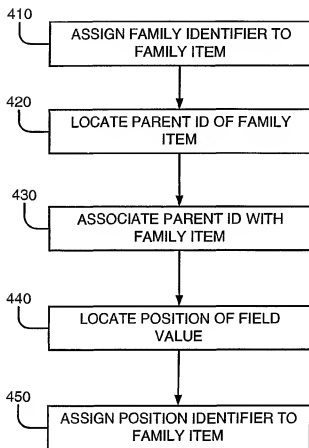 410
ASSIGN FAMILY IDENTIFIER TO
FAMILY ITEM
420
LOCATE PARENT ID OF FAMILY
ITEM
430
ASSOCIATE PARENT ID WITH
FAMILY ITEM
440
LOCATE POSITION OF FIELD
VALUE
450
ASSIGN POSITION IDENTIFIER TO
FAMILY ITEM